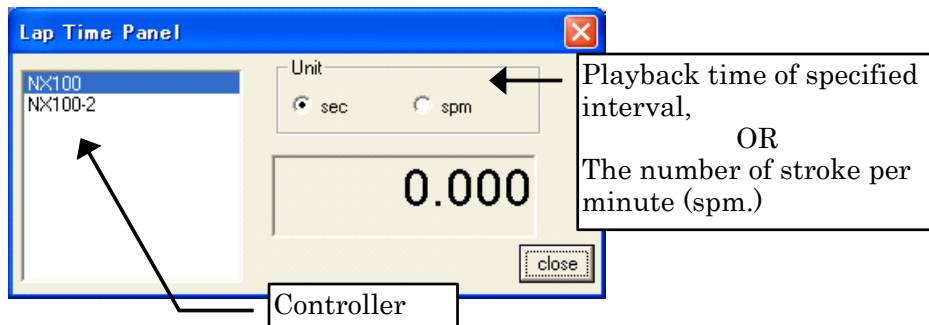 Lap Time Panel
NX100
NX100-2
Unit
sec
spm
0.000
close
Playback time of specified
interval,
OR
The number of stroke per
minute (spm.)
Controller